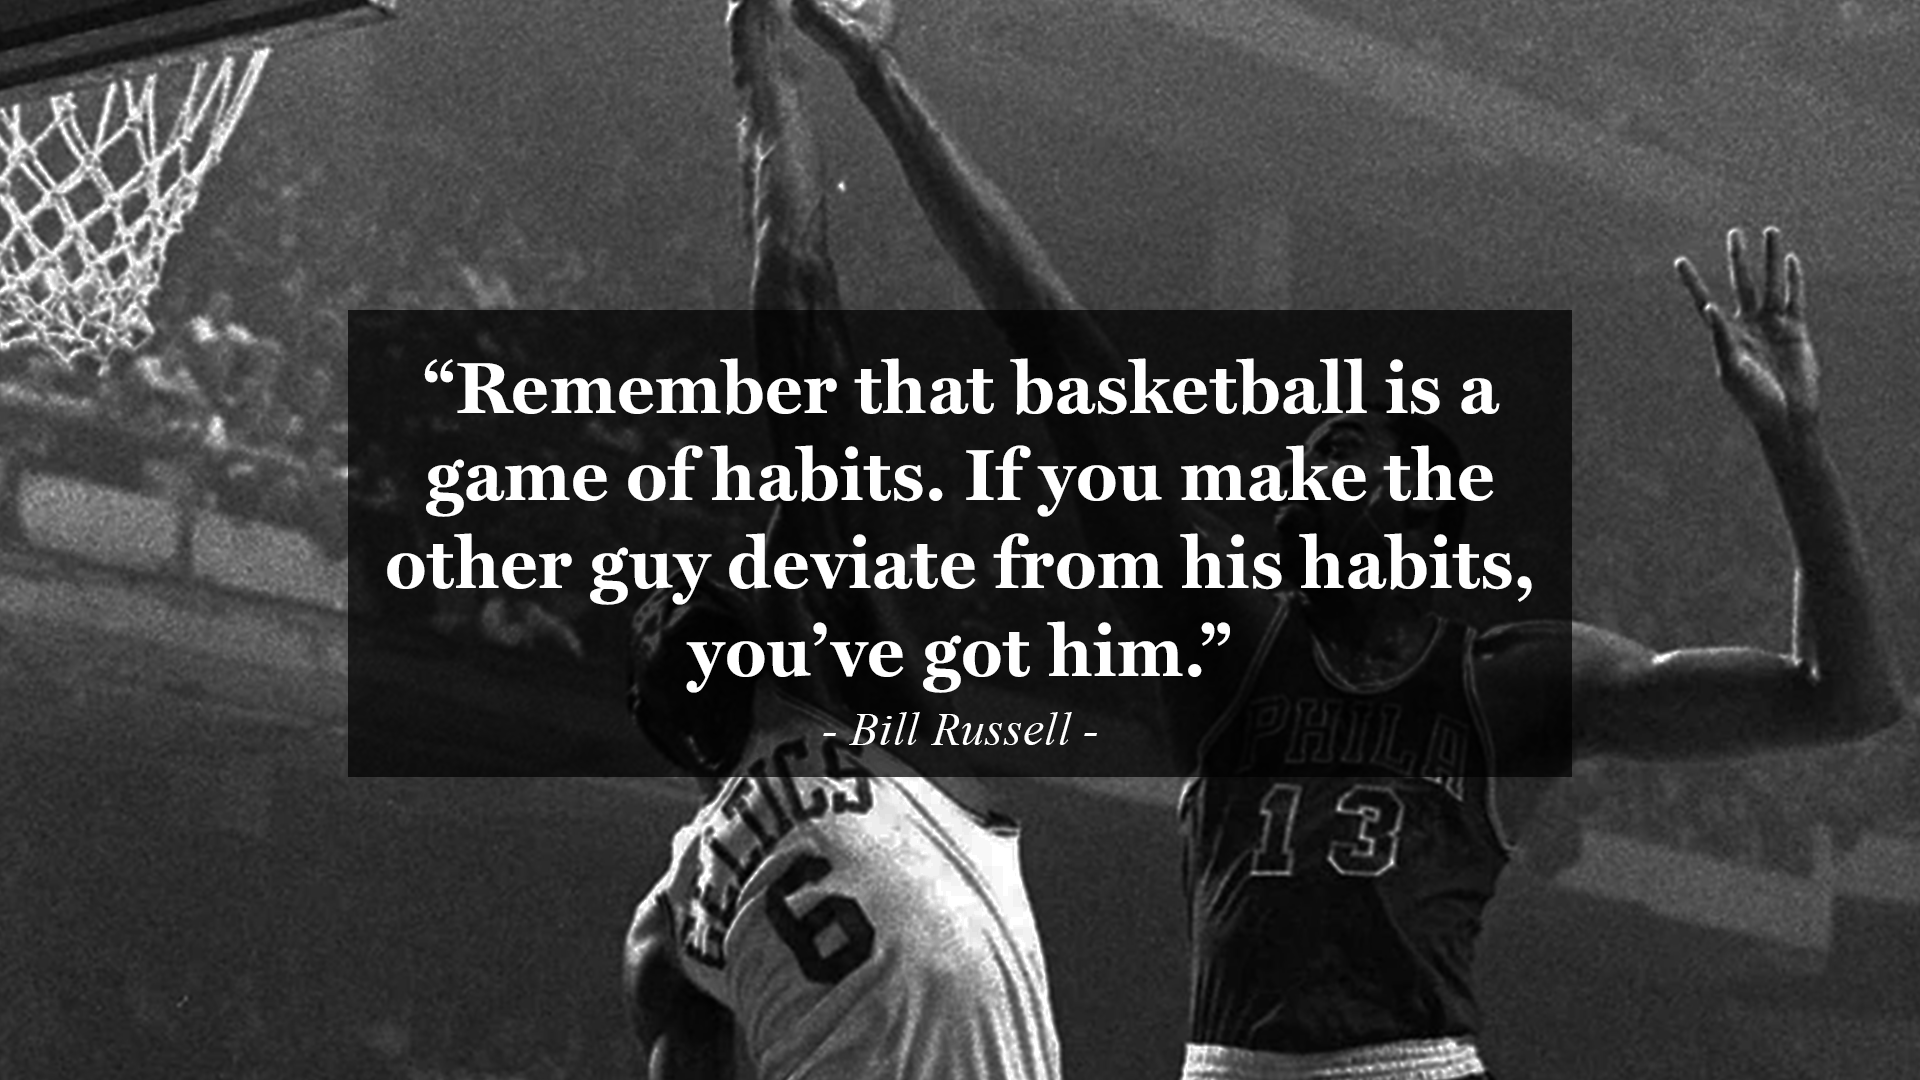 “Remember that basketball is a
game of habits. If you make the
other guy deviate from his habits,
you’ve got him.”
- Bill Russell -
PHILA
13
CELTICS
6